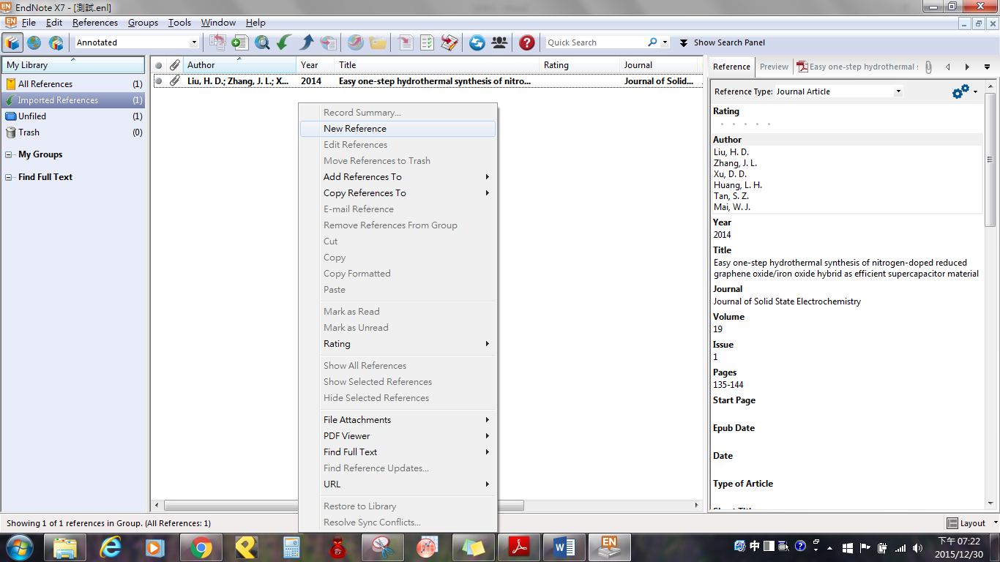 EndNote X7 - [測試.enl]
File Edit References Groups Tools Window Help
Annotated
Quick Search
Show Search Panel
My Library
All References (1)
Imported References (1)
Unfiled (1)
Trash (0)
My Groups
Find Full Text
Author Year Title Rating Journal
Liu, H. D.; Zhang, J. L.; X... 2014 Easy one-step hydrothermal synthesis of nitro... Journal of Solid...
Record Summary...
New Reference
Edit References
Move References to Trash
Add References To
Copy References To
E-mail Reference
Remove References From Group
Cut
Copy
Copy Formatted
Paste
Mark as Read
Mark as Unread
Rating
Show All References
Show Selected References
Hide Selected References
File Attachments
PDF Viewer
Find Full Text
Find Reference Updates...
URL
Restore to Library
Resolve Sync Conflicts...
Reference Preview Easy one-step hydrothermal
Reference Type: Journal Article
Rating
Author
Liu, H. D.
Zhang, J. L.
Xu, D. D.
Huang, L. H.
Tan, S. Z.
Mai, W. J.
Year
2014
Title
Easy one-step hydrothermal synthesis of nitrogen-doped reduced
graphene oxide/iron oxide hybrid as efficient supercapacitor material
Journal
Journal of Solid State Electrochemistry
Volume
19
Issue
1
Pages
135-144
Start Page
Epub Date
Date
Type of Article
Showing 1 of 1 references in Group. (All References: 1)
Layout
中
下午 07:22
2015/12/30